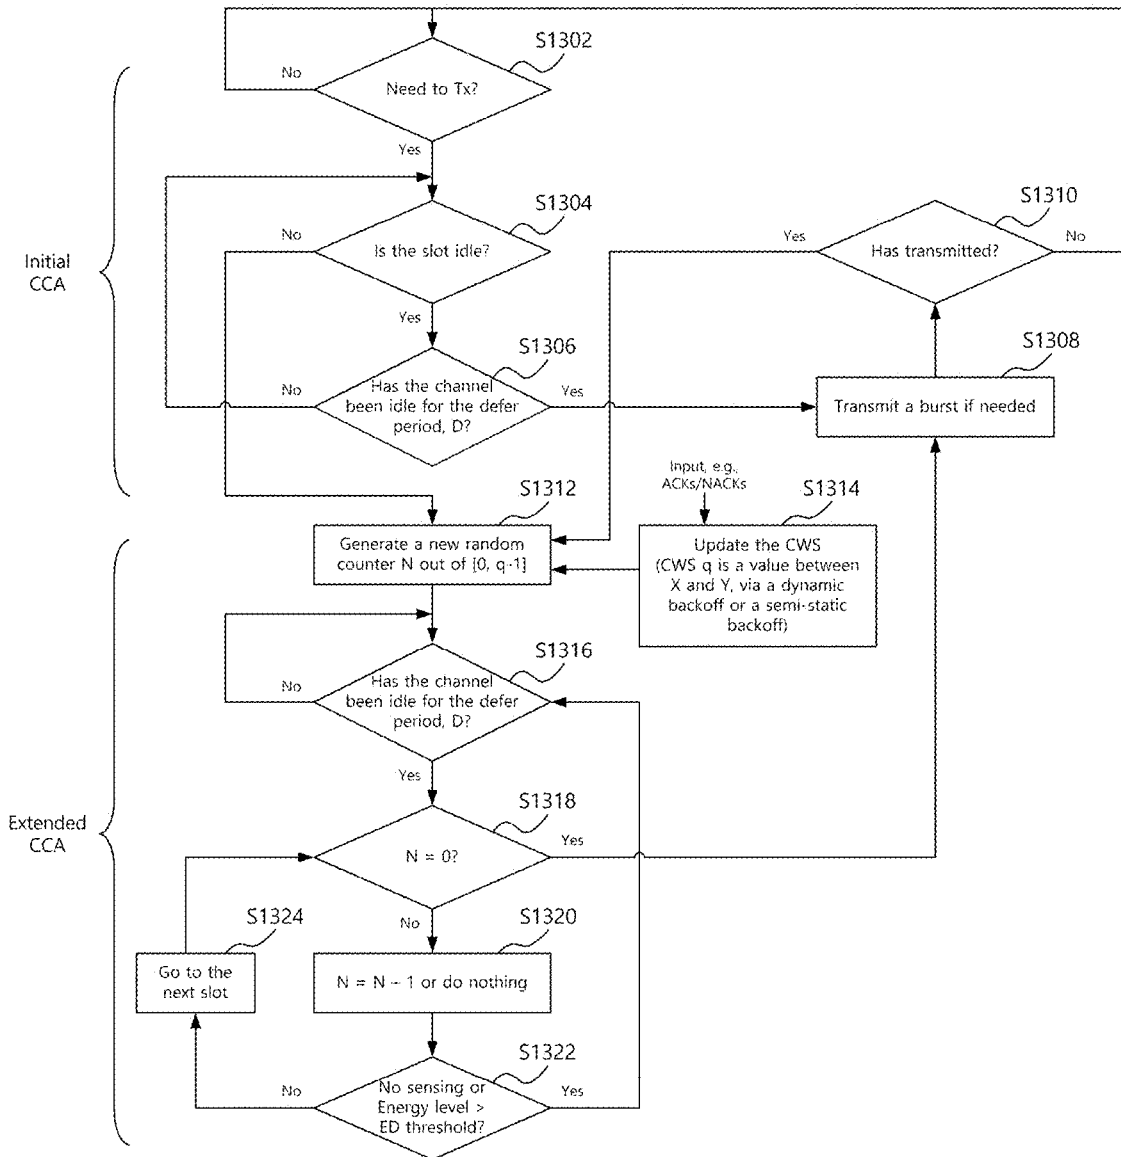 S1302
No
Need to Tx?
Yes
S1304
S1310
No
Is the slot idle?
Yes
Has transmitted?
No
Initial
CCA
Yes
S1306
S1308
No
Has the channel
been idle for the defer
period, D?
Yes
Transmit a burst if needed
Input, e.g.,
ACKs/NACKs
S1312
S1314
Generate a new random
counter N out of [0, q-1]
Update the CWS
(CWS q is a value between
X and Y, via a dynamic
backoff or a semi-static
backoff)
S1316
No
Has the channel
been idle for the defer
period, D?
Yes
S1318
Extended
CCA
N = 0?
Yes
S1324
No
S1320
Go to the
next slot
N = N - 1 or do nothing
S1322
No
No sensing or
Energy level >
ED threshold?
Yes